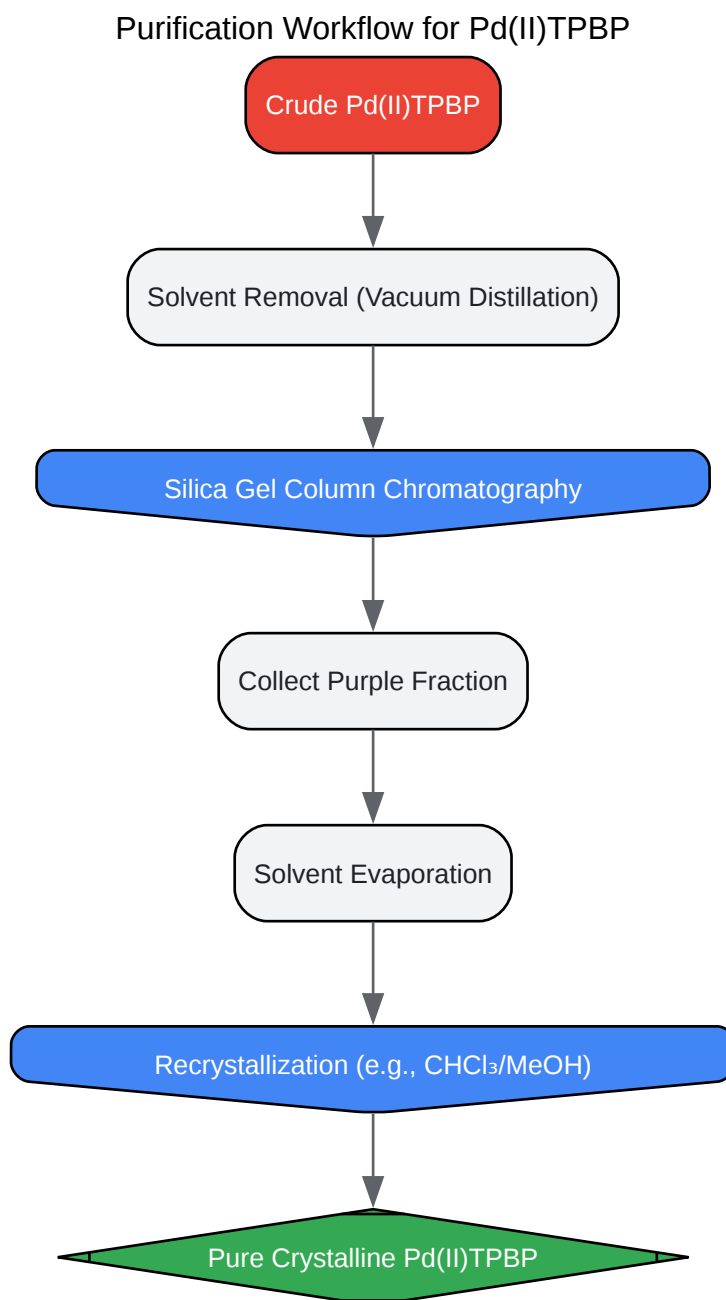 Purification Workflow for Pd(II)TPBP
Crude Pd(II)TPBP
Solvent Removal (Vacuum Distillation)
Silica Gel Column Chromatography
Collect Purple Fraction
Solvent Evaporation
Recrystallization (e.g., CHCl₃/MeOH)
Pure Crystalline Pd(II)TPBP